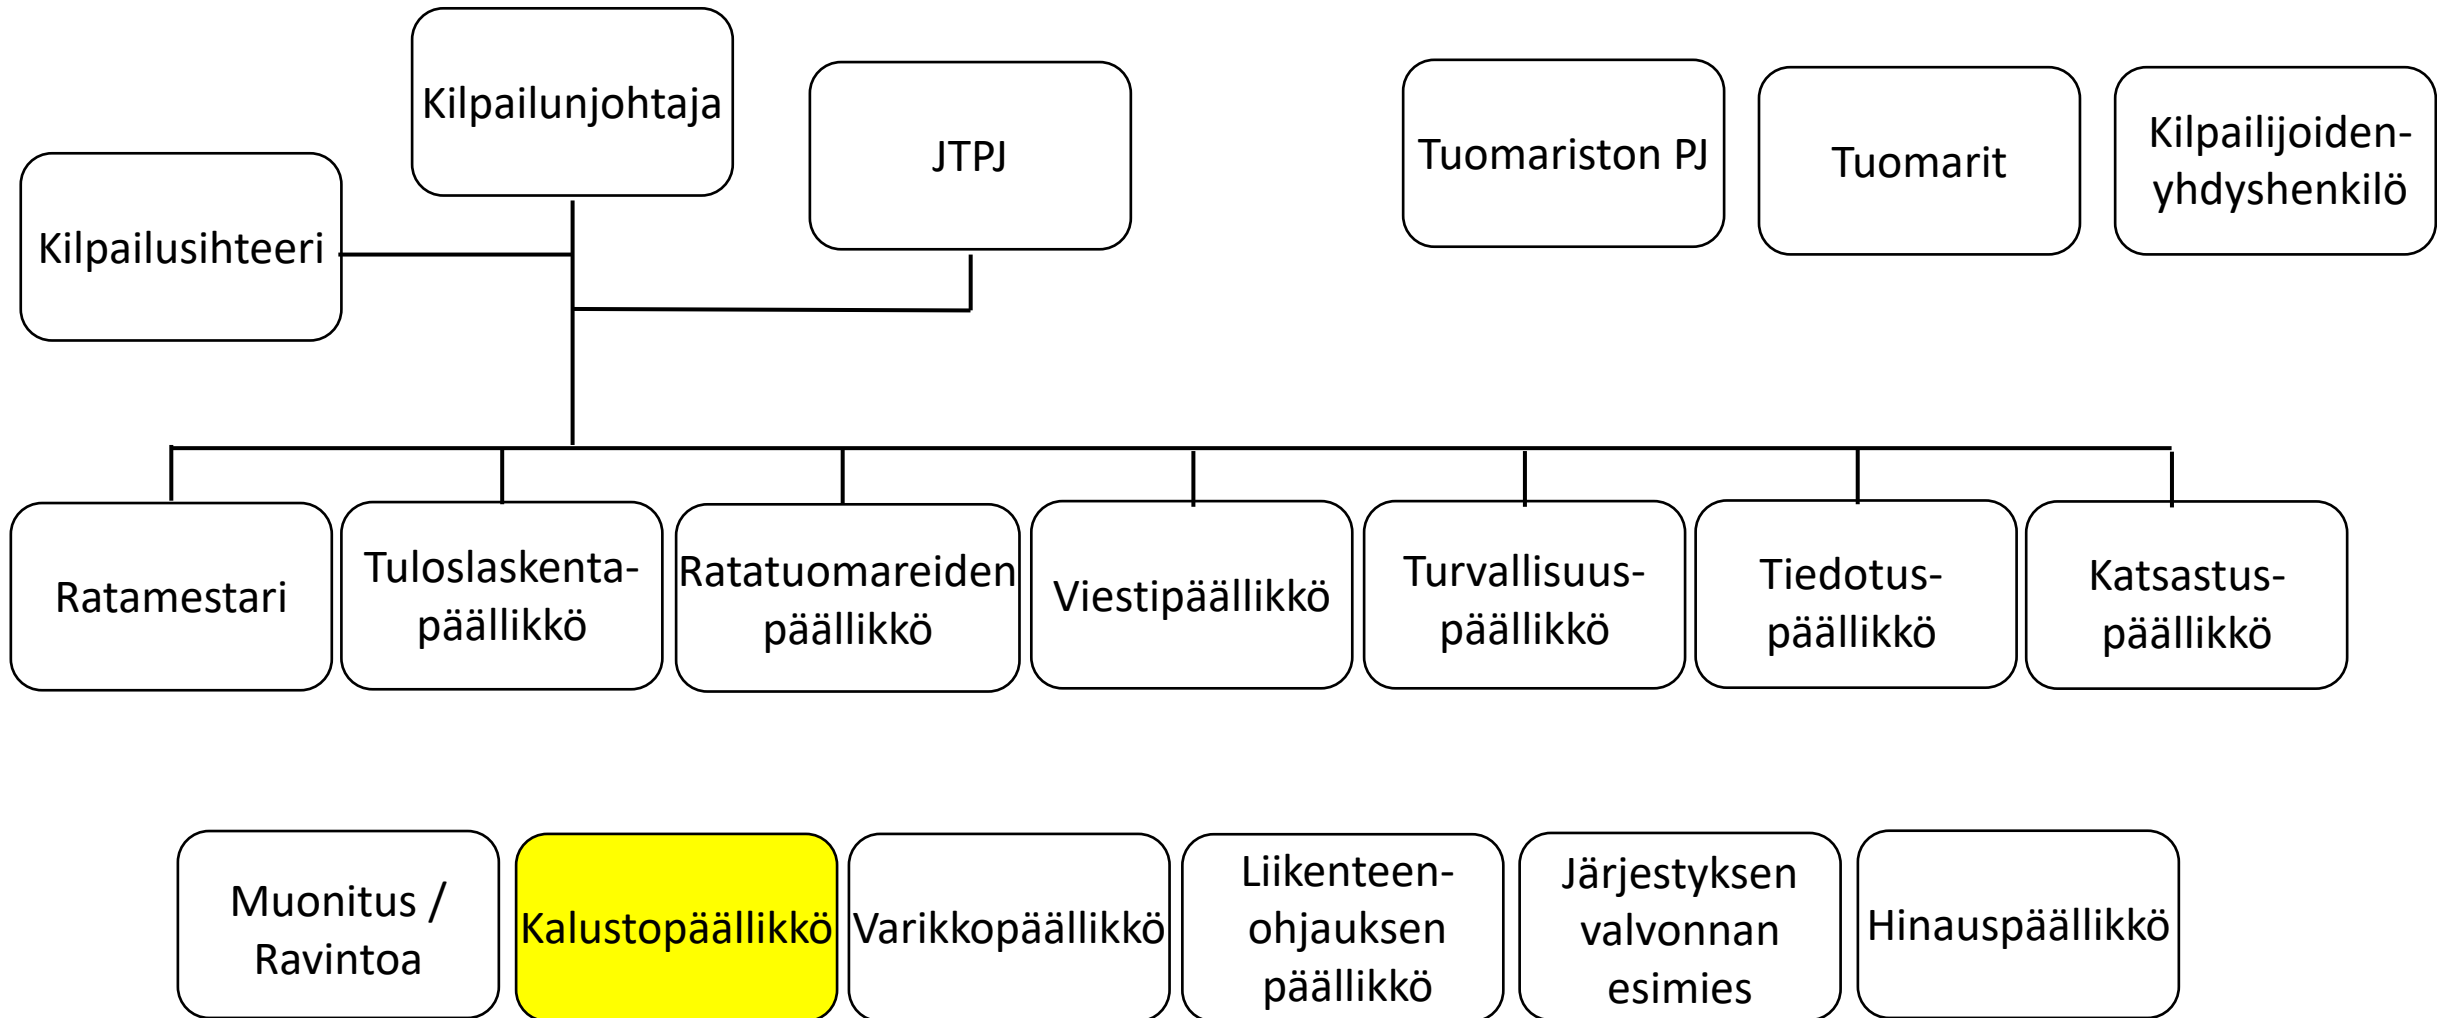 Kilpailunjohtaja
JTPJ
Tuomariston PJ
Tuomarit
Kilpailijoiden-
yhdyshenkilö
Kilpailusihteeri
Ratamestari
Tuloslaskenta-
päällikkö
Ratatuomareiden
päällikkö
Viestipäällikkö
Turvallisuus-
päällikkö
Tiedotus-
päällikkö
Katsastus-
päällikkö
Muonitus /
Ravintoa
Kalustopäällikkö
Varikkopäällikkö
Liikenteen-
ohjauksen
päällikkö
Järjestyksen
valvonnan
esimies
Hinauspäällikkö